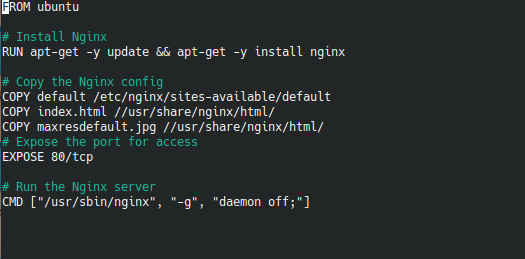 FROM ubuntu
# Install Nginx
RUN apt-get -y update && apt-get -y install nginx
# Copy the Nginx config
COPY default /etc/nginx/sites-available/default
COPY index.html //usr/share/nginx/html/
COPY maxresdefault.jpg //usr/share/nginx/html/
# Expose the port for access
EXPOSE 80/tcp
# Run the Nginx server
CMD ["/usr/sbin/nginx", "-g", "daemon off;"]